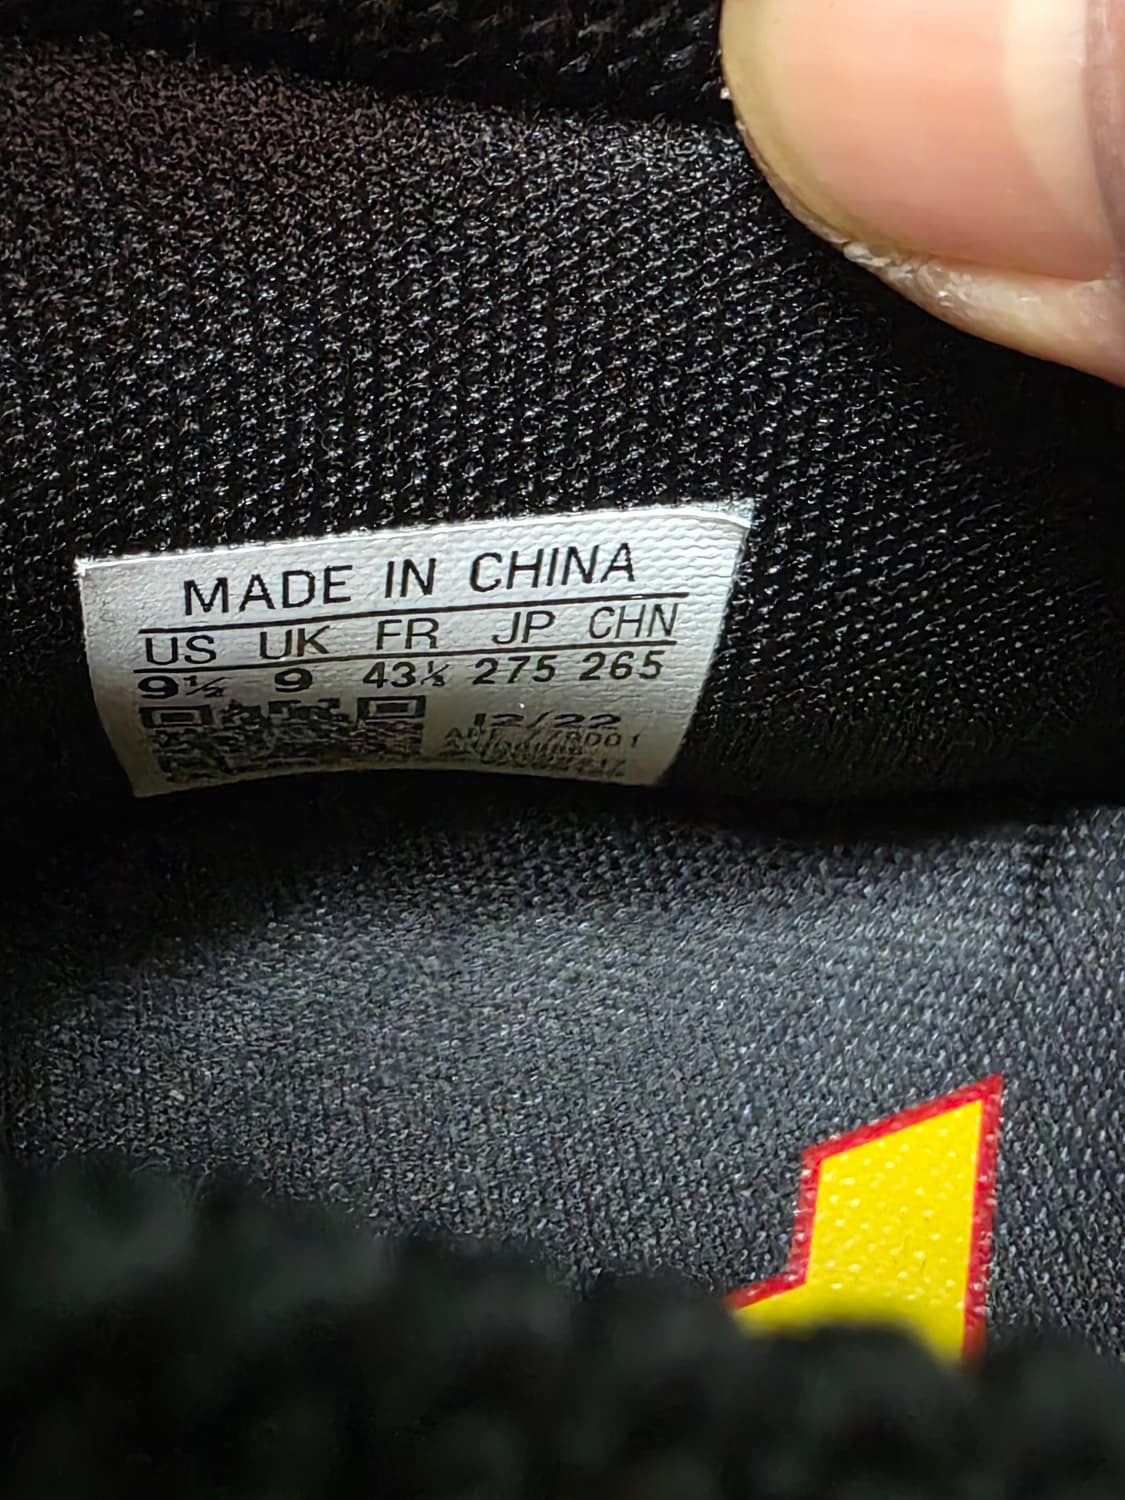 MADE IN CHINA
US UK FR JP CHN
9½ 9 43⅓ 275 265
12/22